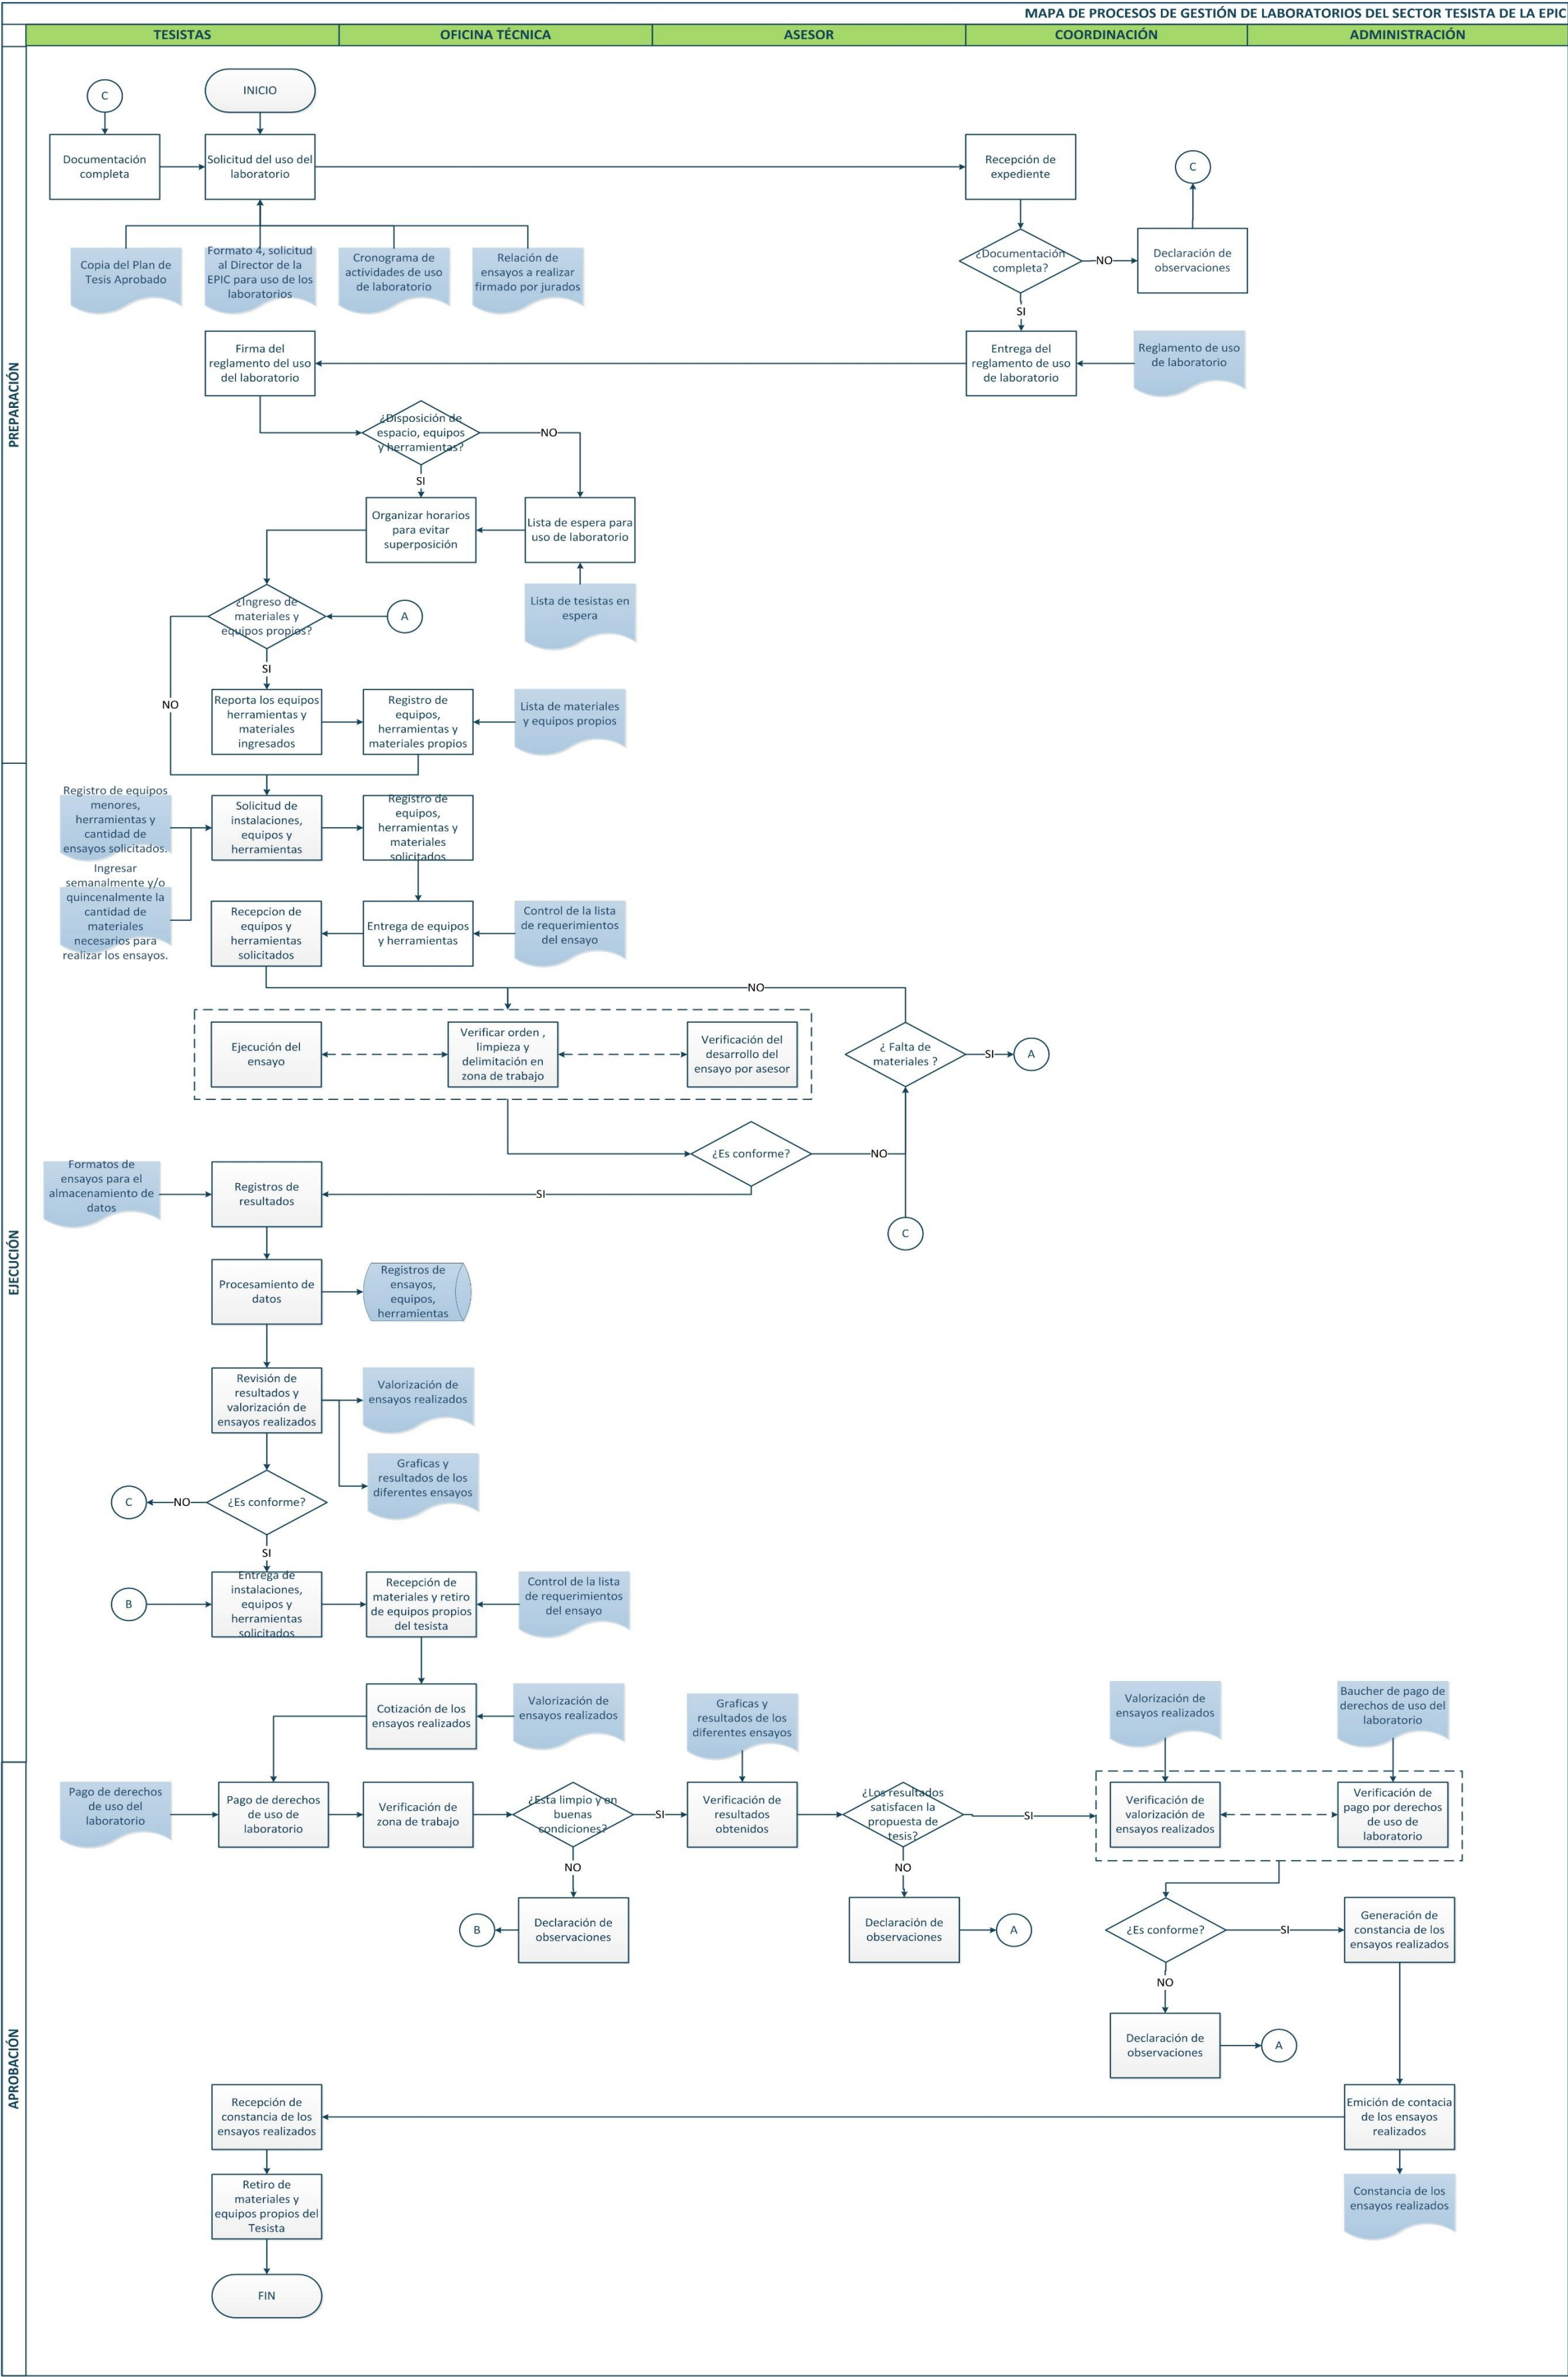 MAPA DE PROCESOS DE GESTIÓN DE LABORATORIOS DEL SECTOR TESISTA DE LA EPIC
TESISTAS
OFICINA TÉCNICA
ASESOR
COORDINACIÓN
ADMINISTRACIÓN
PREPARACIÓN
C
INICIO
Documentación
completa
Solicitud del uso del
laboratorio
Recepción de
expediente
C
Copia del Plan de
Tesis Aprobado
Formato 4, solicitud
al Director de la
EPIC para uso de los
laboratorios
Cronograma de
actividades de uso
de laboratorio
Relación de
ensayos a realizar
firmado por jurados
¿Documentación
completa?
NO
Declaración de
observaciones
SI
Firma del
reglamento del uso
del laboratorio
Entrega del
reglamento de uso
de laboratorio
Reglamento de uso
de laboratorio
¿Disposición de
espacio, equipos
y herramientas?
NO
SI
Organizar horarios
para evitar
superposición
Lista de espera para
uso de laboratorio
Lista de tesistas en
espera
¿Ingreso de
materiales y
equipos propios?
A
SI
NO
Reporta los equipos
herramientas y
materiales
ingresados
Registro de
equipos,
herramientas y
materiales propios
Lista de materiales
y equipos propios
EJECUCIÓN
Registro de equipos
menores,
herramientas y
cantidad de
ensayos solicitados.
Solicitud de
instalaciones,
equipos y
herramientas
Registro de
equipos,
herramientas y
materiales
solicitados
Ingresar
semanalmente y/o
quincenalmente la
cantidad de
materiales
necesarios para
realizar los ensayos.
Recepcion de
equipos y
herramientas
solicitados
Entrega de equipos
y herramientas
Control de la lista
de requerimientos
del ensayo
NO
Ejecución del
ensayo
Verificar orden ,
limpieza y
delimitación en
zona de trabajo
Verificación del
desarrollo del
ensayo por asesor
¿ Falta de
materiales ?
SI
A
¿Es conforme?
NO
SI
C
Formatos de
ensayos para el
almacenamiento de
datos
Registros de
resultados
Procesamiento de
datos
Registros de
ensayos,
equipos,
herramientas
Revisión de
resultados y
valorización de
ensayos realizados
Valorización de
ensayos realizados
Graficas y
resultados de los
diferentes ensayos
C
NO
¿Es conforme?
SI
B
Entrega de
instalaciones,
equipos y
herramientas
solicitados
Recepción de
materiales y retiro
de equipos propios
del tesista
Control de la lista
de requerimientos
del ensayo
Cotización de los
ensayos realizados
Valorización de
ensayos realizados
Graficas y
resultados de los
diferentes ensayos
Valorización de
ensayos realizados
Baucher de pago de
derechos de uso del
laboratorio
APROBACIÓN
Pago de derechos
de uso del
laboratorio
Pago de derechos
de uso de
laboratorio
Verificación de
zona de trabajo
¿Esta limpio y en
buenas
condiciones?
SI
Verificación de
resultados
obtenidos
¿Los resultados
satisfacen la
propuesta de
tesis?
SI
Verificación de
valorización de
ensayos realizados
Verificación de
pago por derechos
de uso de
laboratorio
NO
NO
B
Declaración de
observaciones
Declaración de
observaciones
A
¿Es conforme?
SI
Generación de
constancia de los
ensayos realizados
NO
Declaración de
observaciones
A
Recepción de
constancia de los
ensayos realizados
Emición de contacia
de los ensayos
realizados
Retiro de
materiales y
equipos propios del
Tesista
Constancia de los
ensayos realizados
FIN